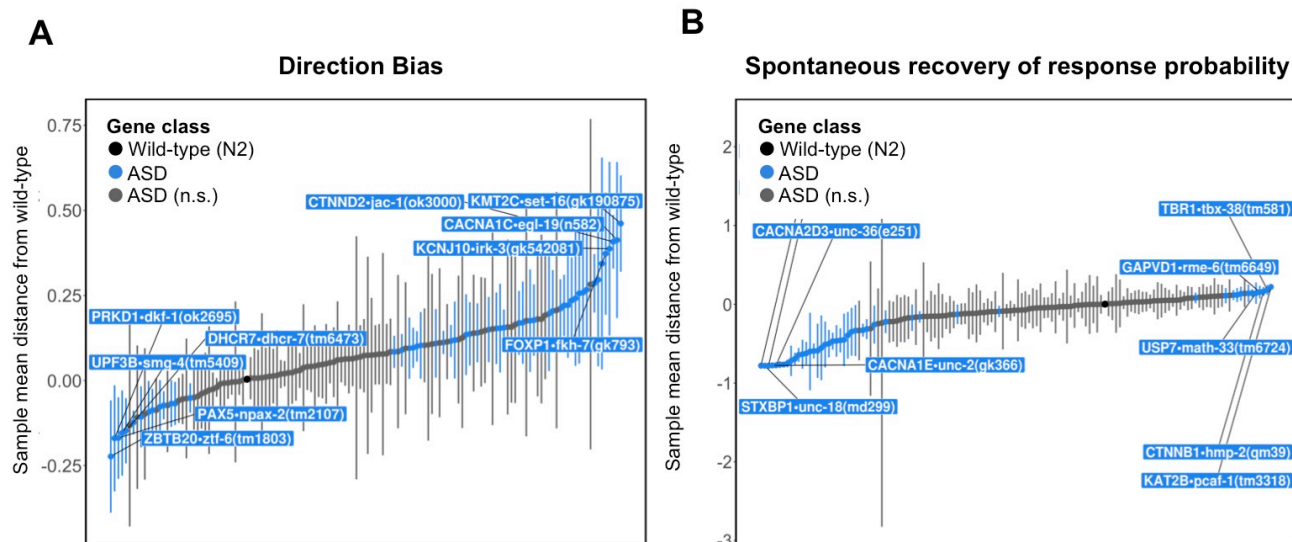 A
Direction Bias
Sample mean distance from wild-type
0.75
0.50
0.25
0.00
-0.25
Gene class
Wild-type (N2)
ASD
ASD (n.s.)
CTNND2•jac-1(ok3000)
KMT2C•set-16(gk190875)
CACNA1C•egl-19(n582)
KCNJ10•irk-3(gk542081)
PRKD1•dkf-1(ok2695)
DHCR7•dhcr-7(tm6473)
FOXP1•fkh-7(gk793)
UPF3B•smg-4(tm5409)
PAX5•npax-2(tm2107)
ZBTB20•ztf-6(tm1803)
B
Spontaneous recovery of response probability
Sample mean distance from wild-type
2
1
0
-1
-2
-3
Gene class
Wild-type (N2)
ASD
ASD (n.s.)
TBR1•tbx-38(tm581)
CACNA2D3•unc-36(e251)
GAPVD1•rme-6(tm6649)
USP7•math-33(tm6724)
CACNA1E•unc-2(gk366)
STXBP1•unc-18(md299)
CTNNB1•hmp-2(qm39)
KAT2B•pcaf-1(tm3318)